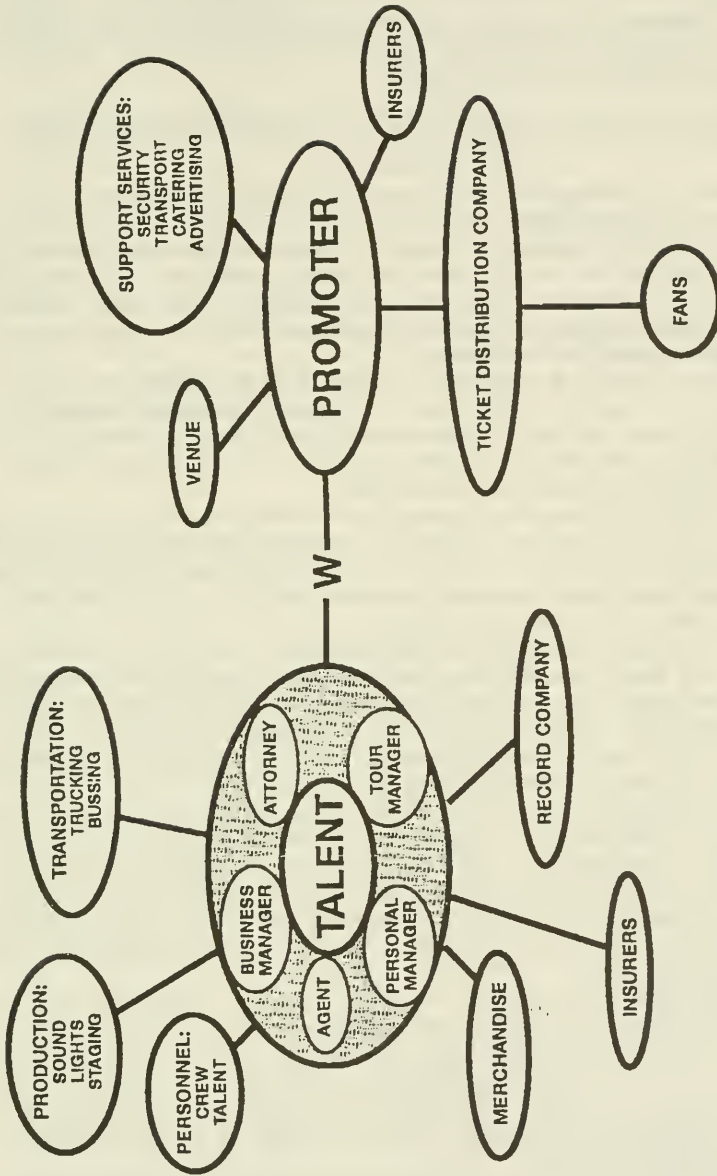 PRODUCTION:
SOUND
LIGHTS
STAGING
TRANSPORTATION:
TRUCKING
BUSSING
PERSONNEL:
CREW
TALENT
BUSINESS
MANAGER
ATTORNEY
AGENT
TALENT
PERSONAL
MANAGER
TOUR
MANAGER
MERCHANDISE
INSURERS
RECORD COMPANY
W
VENUE
SUPPORT SERVICES:
SECURITY
TRANSPORT
CATERING
ADVERTISING
PROMOTER
INSURERS
TICKET DISTRIBUTION COMPANY
FANS